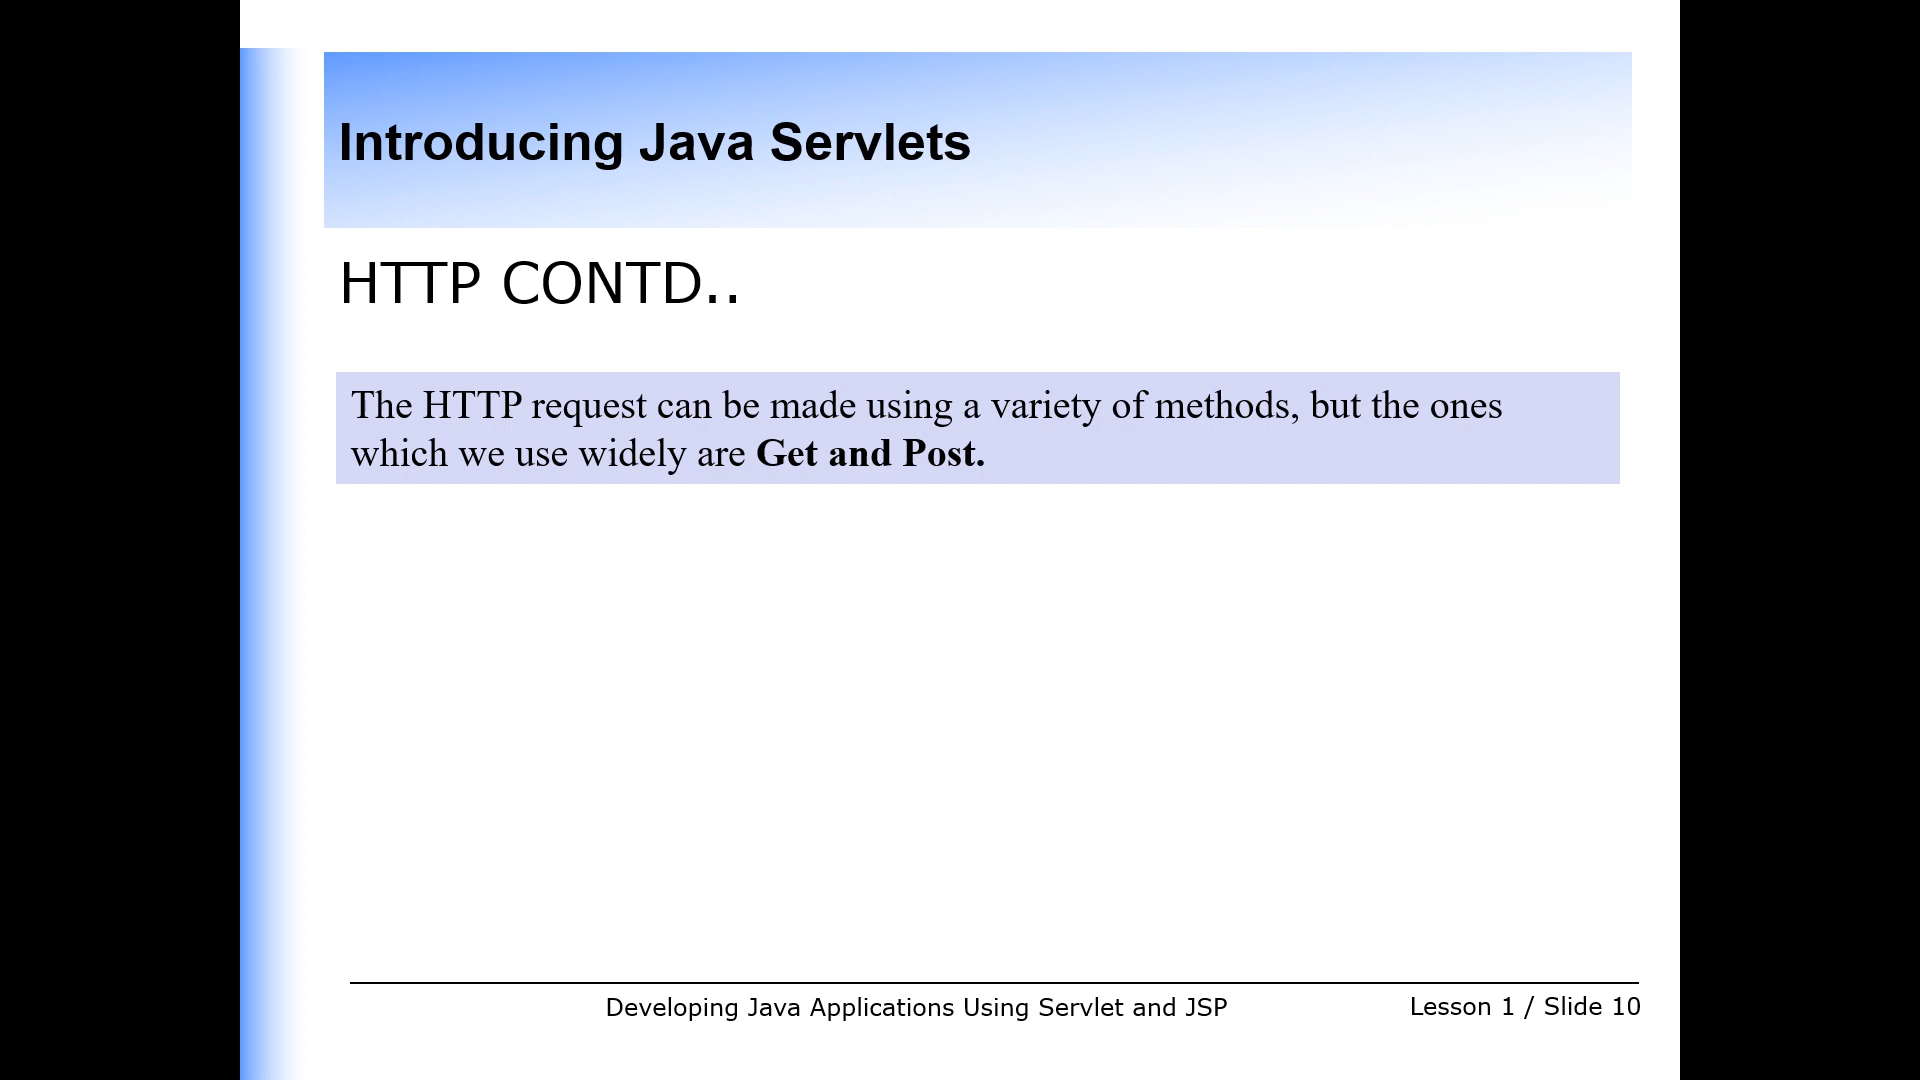 Introducing Java Servlets
HTTP CONTD..
The HTTP request can be made using a variety of methods, but the ones
which we use widely are Get and Post.
Developing Java Applications Using Servlet and JSP
Lesson 1 / Slide 10